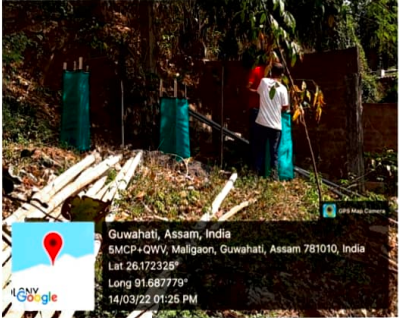 GPS Map Camera
Guwahati, Assam, India
5MCP+QWV, Maligaon, Guwahati, Assam 781010, India
Lat 26.172325°
Long 91.687779°
14/03/22 01:25 PM
Google